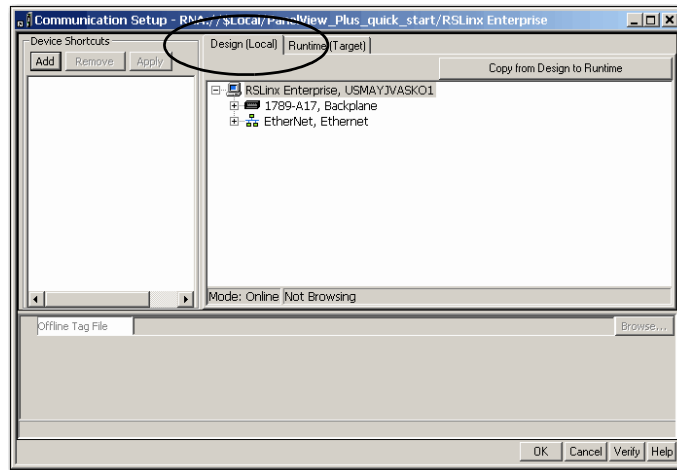 Communication Setup - RNA://$Local/PanelView_Plus_quick_start/RSLinx Enterprise
Device Shortcuts
Add Remove Apply
Design (Local) Runtime (Target)
Copy from Design to Runtime
RSLinx Enterprise, USMAYJVASKO1
1789-A17, Backplane
EtherNet, Ethernet
Mode: Online Not Browsing
Offline Tag File
Browse...
OK Cancel Verify Help